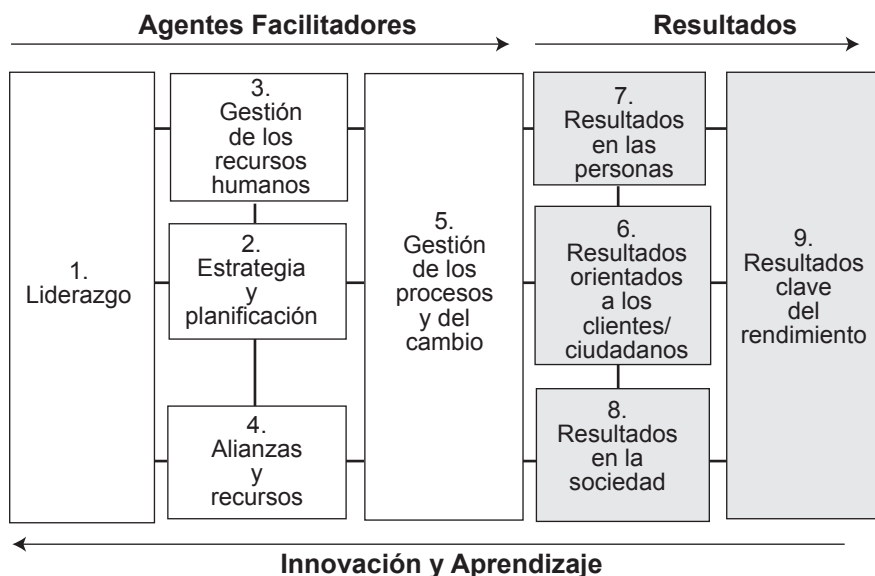 Agentes Facilitadores
Resultados
1.
Liderazgo
3.
Gestión
de los
recursos
humanos
2.
Estrategia
y
planificación
4.
Alianzas
y
recursos
5.
Gestión
de los
procesos
y del
cambio
7.
Resultados
en las
personas
6.
Resultados
orientados
a los
clientes/
ciudadanos
8.
Resultados
en la
sociedad
9.
Resultados
clave
del
rendimiento
Innovación y Aprendizaje